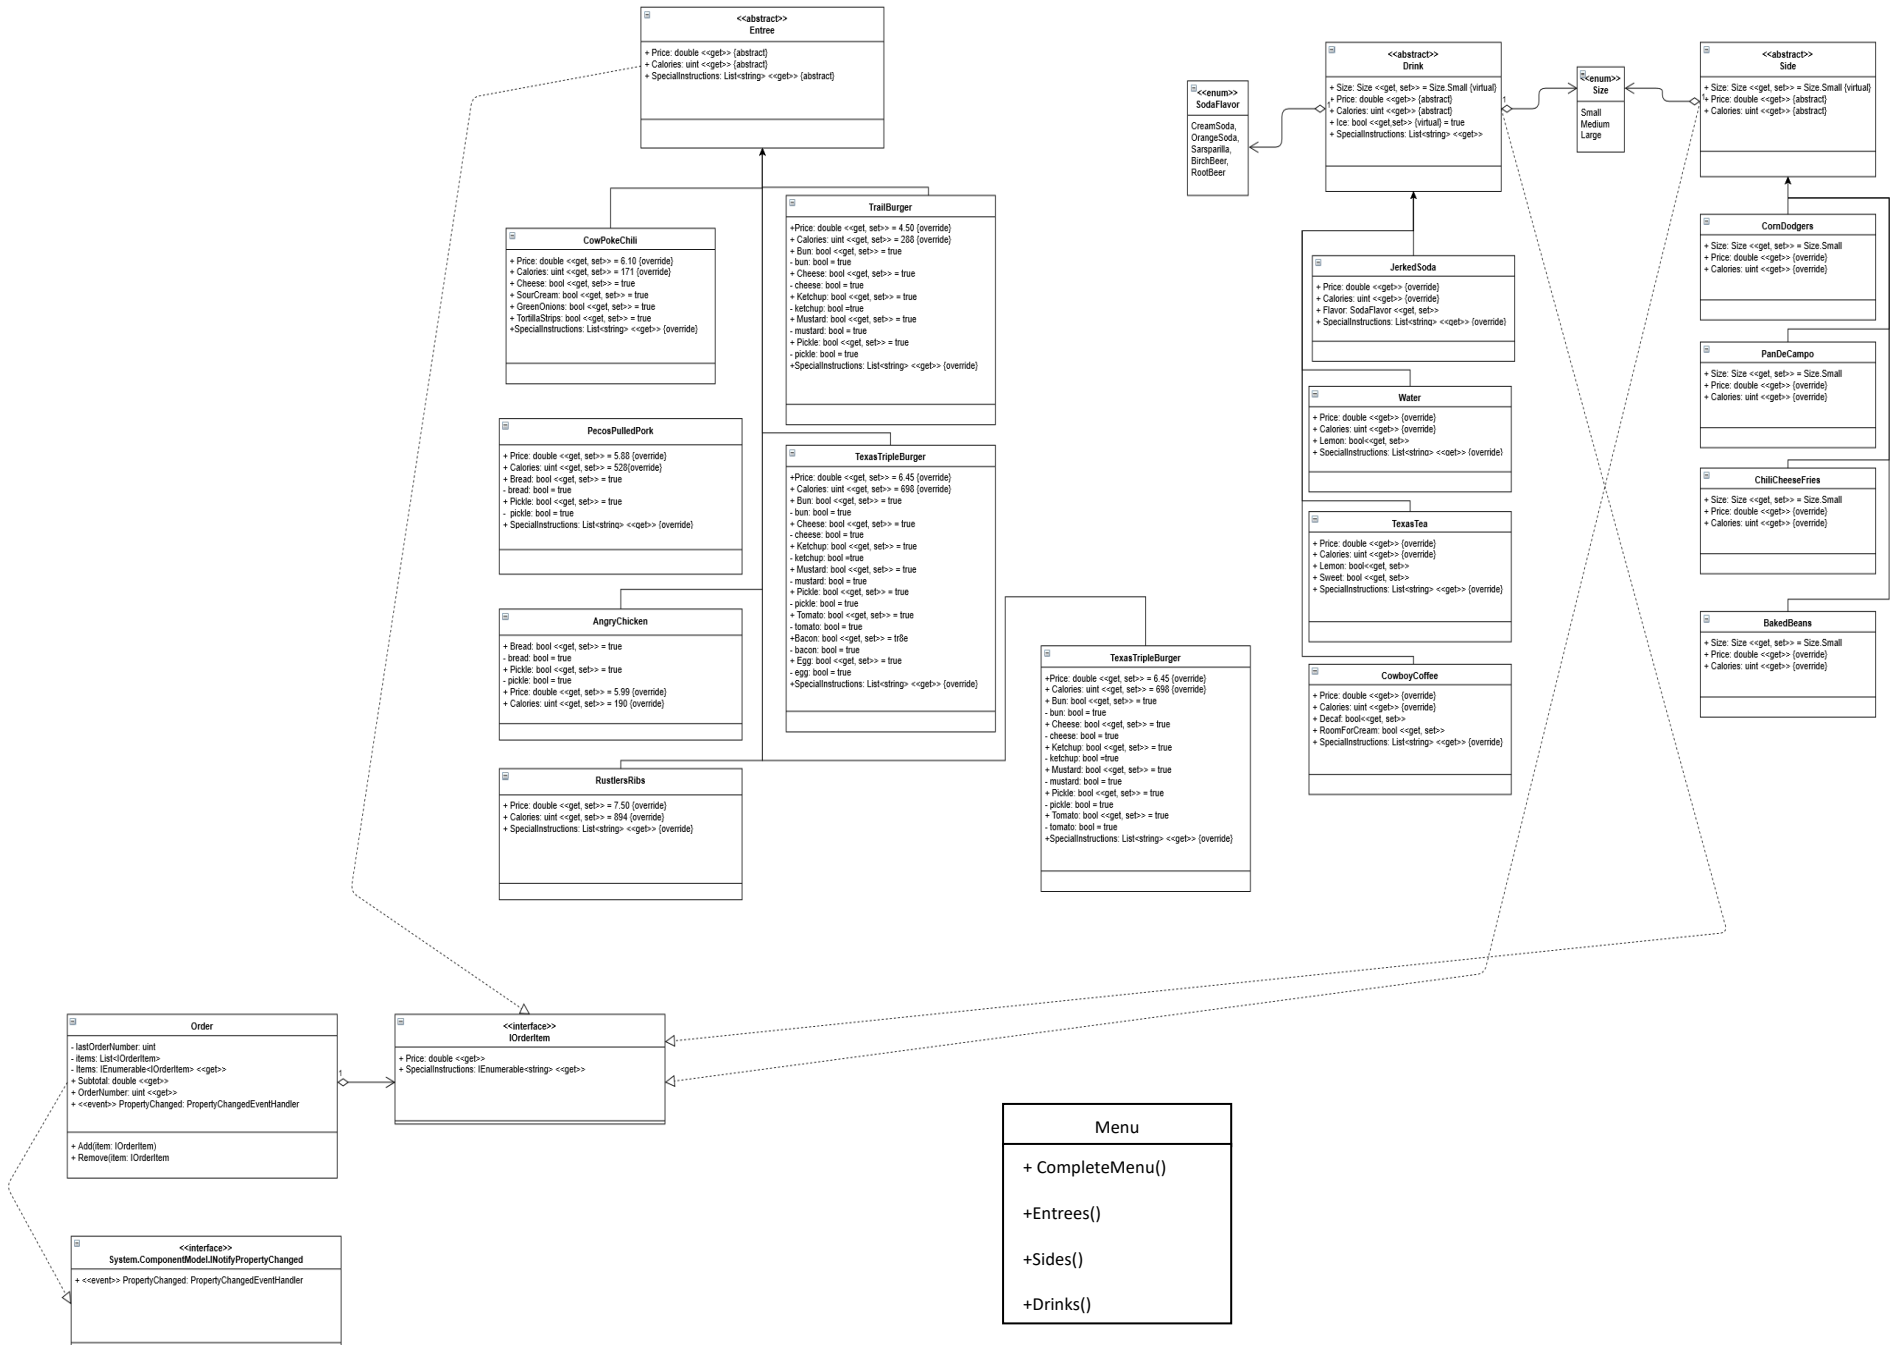 <<abstract>>
Entree
+ Price: double <<get>> {abstract}
+ Calories: uint <<get>> {abstract}
+ SpecialInstructions: List<string> <<get>> {abstract}
<<enum>>
SodaFlavor
CreamSoda,
OrangeSoda,
Sarsparilla,
BirchBeer,
RootBeer
<<abstract>>
Drink
+ Size: Size <<get, set>> = Size.Small {virtual}
+ Price: double <<get>> {abstract}
+ Calories: uint <<get>> {abstract}
+ Ice: bool <<get,set>> {virtual} = true
+ SpecialInstructions: List<string> <<get>>
1
1
<<enum>>
Size
Small
Medium
Large
<<abstract>>
Side
+ Size: Size <<get, set>> = Size.Small {virtual}
+ Price: double <<get>> {abstract}
+ Calories: uint <<get>> {abstract}
1
CowPokeChili
+ Price: double <<get, set>> = 6.10 {override}
+ Calories: uint <<get, set>> = 171 {override}
+ Cheese: bool <<get, set>> = true
+ SourCream: bool <<get, set>> = true
+ GreenOnions: bool <<get, set>> = true
+ TortillaStrips: bool <<get, set>> = true
+SpecialInstructions: List<string> <<get>> {override}
TrailBurger
+Price: double <<get, set>> = 4.50 {override}
+ Calories: uint <<get, set>> = 288 {override}
+ Bun: bool <<get, set>> = true
- bun: bool = true
+ Cheese: bool <<get, set>> = true
- cheese: bool = true
+ Ketchup: bool <<get, set>> = true
- ketchup: bool =true
+ Mustard: bool <<get, set>> = true
- mustard: bool = true
+ Pickle: bool <<get, set>> = true
- pickle: bool = true
+SpecialInstructions: List<string> <<get>> {override}
PecosPulledPork
+ Price: double <<get, set>> = 5.88 {override}
+ Calories: uint <<get, set>> = 528{override}
+ Bread: bool <<get, set>> = true
- bread: bool = true
+ Pickle: bool <<get, set>> = true
- pickle: bool = true
+ SpecialInstructions: List<string> <<get>> {override}
TexasTripleBurger
+Price: double <<get, set>> = 6.45 {override}
+ Calories: uint <<get, set>> = 698 {override}
+ Bun: bool <<get, set>> = true
- bun: bool = true
+ Cheese: bool <<get, set>> = true
- cheese: bool = true
+ Ketchup: bool <<get, set>> = true
- ketchup: bool =true
+ Mustard: bool <<get, set>> = true
- mustard: bool = true
+ Pickle: bool <<get, set>> = true
- pickle: bool = true
+ Tomato: bool <<get, set>> = true
- tomato: bool = true
+Bacon: bool <<get, set>> = tr8e
- bacon: bool = true
+ Egg: bool <<get, set>> = true
- egg: bool = true
+SpecialInstructions: List<string> <<get>> {override}
AngryChicken
+ Bread: bool <<get, set>> = true
- bread: bool = true
+ Pickle: bool <<get, set>> = true
- pickle: bool = true
+ Price: double <<get, set>> = 5.99 {override}
+ Calories: uint <<get, set>> = 190 {override}
RustlersRibs
+ Price: double <<get, set>> = 7.50 {override}
+ Calories: uint <<get, set>> = 894 {override}
+ SpecialInstructions: List<string> <<get>> {override}
TexasTripleBurger
+Price: double <<get, set>> = 6.45 {override}
+ Calories: uint <<get, set>> = 698 {override}
+ Bun: bool <<get, set>> = true
- bun: bool = true
+ Cheese: bool <<get, set>> = true
- cheese: bool = true
+ Ketchup: bool <<get, set>> = true
- ketchup: bool =true
+ Mustard: bool <<get, set>> = true
- mustard: bool = true
+ Pickle: bool <<get, set>> = true
- pickle: bool = true
+ Tomato: bool <<get, set>> = true
- tomato: bool = true
+SpecialInstructions: List<string> <<get>> {override}
JerkedSoda
+ Price: double <<get>> {override}
+ Calories: uint <<get>> {override}
+ Flavor: SodaFlavor <<get, set>>
+ SpecialInstructions: List<string> <<get>> {override}
Water
+ Price: double <<get>> {override}
+ Calories: uint <<get>> {override}
+ Lemon: bool<<get, set>>
+ SpecialInstructions: List<string> <<get>> {override}
TexasTea
+ Price: double <<get>> {override}
+ Calories: uint <<get>> {override}
+ Lemon: bool<<get, set>>
+ Sweet: bool <<get, set>>
+ SpecialInstructions: List<string> <<get>> {override}
CowboyCoffee
+ Price: double <<get>> {override}
+ Calories: uint <<get>> {override}
+ Decaf: bool<<get, set>>
+ RoomForCream: bool <<get, set>>
+ SpecialInstructions: List<string> <<get>> {override}
CornDodgers
+ Size: Size <<get, set>> = Size.Small
+ Price: double <<get>> {override}
+ Calories: uint <<get>> {override}
PanDeCampo
+ Size: Size <<get, set>> = Size.Small
+ Price: double <<get>> {override}
+ Calories: uint <<get>> {override}
ChiliCheeseFries
+ Size: Size <<get, set>> = Size.Small
+ Price: double <<get>> {override}
+ Calories: uint <<get>> {override}
BakedBeans
+ Size: Size <<get, set>> = Size.Small
+ Price: double <<get>> {override}
+ Calories: uint <<get>> {override}
Order
- lastOrderNumber: uint
- items: List<IOrderItem>
- Items: IEnumerable<IOrderItem> <<get>>
+ Subtotal: double <<get>>
+ OrderNumber: uint <<get>>
+ <<event>> PropertyChanged: PropertyChangedEventHandler
+ Add(item: IOrderItem)
+ Remove(item: IOrderItem
1
<<interface>>
IOrderItem
+ Price: double <<get>>
+ SpecialInstructions: IEnumerable<string> <<get>>
<<interface>>
System.ComponentModel.INotifyPropertyChanged
+ <<event>> PropertyChanged: PropertyChangedEventHandler
Menu
+ CompleteMenu()
+Entrees()
+Sides()
+Drinks()